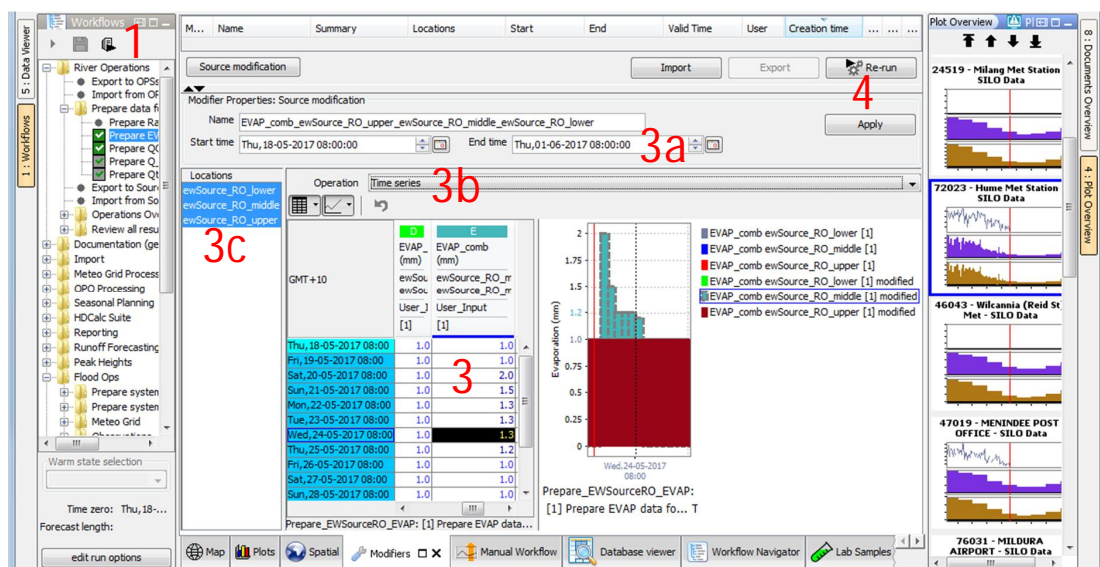 5 : Data Viewer
1 : Workflows
Workflows
1
River Operations
Export to OPSs
Import from OP
Prepare data f
Prepare Ra
Prepare EV
Prepare QC
Prepare Q_
Prepare Qt
Export to Sour
Import from So
Operations Ov
Review all resu
Documentation (ge
Import
Meteo Grid Process
OPO Processing
Seasonal Planning
HDCalc Suite
Reporting
Runoff Forecasting
Peak Heights
Flood Ops
Prepare system
Prepare system
Meteo Grid
Observations
Warm state selection
Time zero: Thu,18-...
Forecast length:
edit run options
M... Name Summary Locations Start End Valid Time User Creation time ... ... ...
Source modification Import Export Re-run
4
Modifier Properties: Source modification
Name EVAP_comb_ewSource_RO_upper_ewSource_RO_middle_ewSource_RO_lower
Apply
Start time Thu,18-05-2017 08:00:00 End time Thu,01-06-2017 08:00:00
3a
Locations
ewSource_RO_lower
ewSource_RO_middle
ewSource_RO_upper
3c
Operation Time series
3b
D E
EVAP_ EVAP_comb
(mm) (mm)
GMT+10
ewSou ewSource_RO_m
ewSou ewSource_RO_m
User_I User_Input
[1] [1]
Thu,18-05-2017 08:00 1.0 1.0
Fri,19-05-2017 08:00 1.0 1.0
Sat,20-05-2017 08:00 1.0 2.0
Sun,21-05-2017 08:00 1.0 1.5
Mon,22-05-2017 08:00 1.0 1.3
Tue,23-05-2017 08:00 1.0 1.3
Wed,24-05-2017 08:00 1.0 1.3
Thu,25-05-2017 08:00 1.0 1.2
Fri,26-05-2017 08:00 1.0 1.0
Sat,27-05-2017 08:00 1.0 1.0
Sun,28-05-2017 08:00 1.0 1.0
3
Prepare_EWSourceRO_EVAP: [1] Prepare EVAP data...
Evaporation (mm)
2
1.75
1.5
1.2
1.0
0.75
0.5
0.25
0
Wed,24-05-2017
08:00
EVAP_comb ewSource_RO_lower [1]
EVAP_comb ewSource_RO_middle [1]
EVAP_comb ewSource_RO_upper [1]
EVAP_comb ewSource_RO_lower [1] modified
EVAP_comb ewSource_RO_middle [1] modified
EVAP_comb ewSource_RO_upper [1] modified
Prepare_EWSourceRO_EVAP:
[1] Prepare EVAP data fo... T
Map Plots Spatial Modifiers Manual Workflow Database viewer Workflow Navigator Lab Samples
Plot Overview Pl
24519 - Milang Met Station
SILO Data
72023 - Hume Met Station
SILO Data
46043 - Wilcannia (Reid St
Met - SILO Data
47019 - MENINDEE POST
OFFICE - SILO Data
76031 - MILDURA
AIRPORT - SILO Data
8 : Documents Overview
4 : Plot Overview